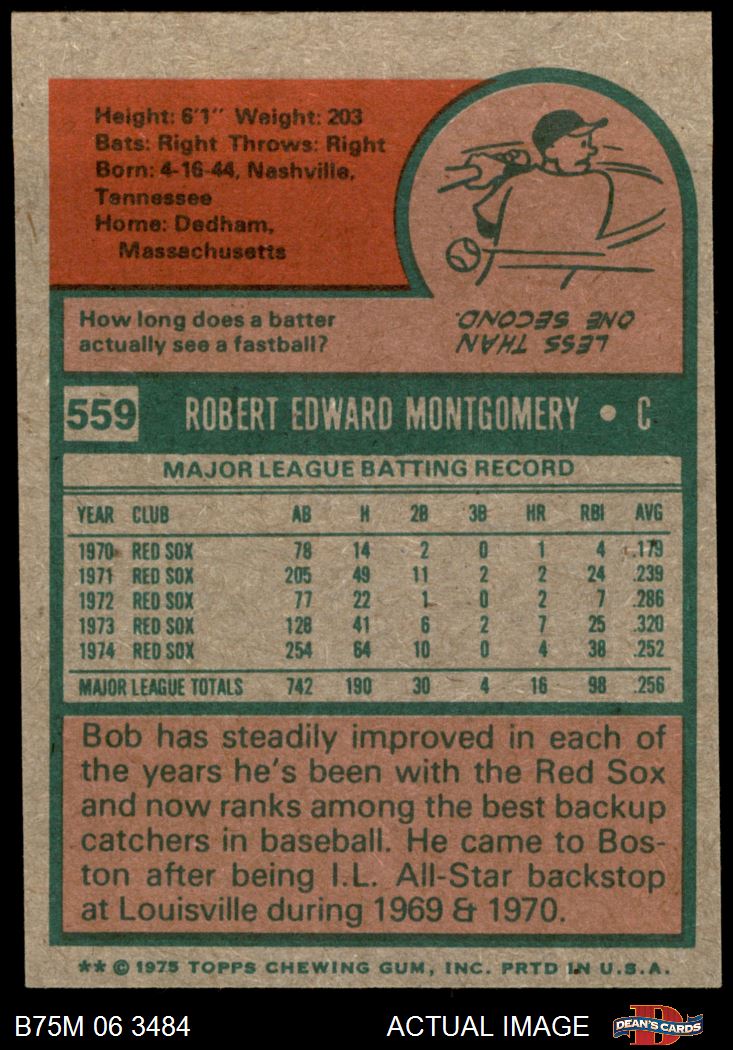 Height: 6'1" Weight: 203
Bats: Right Throws: Right
Born: 4-16-44, Nashville,
Tennessee
Home: Dedham,
Massachusetts
How long does a batter
actually see a fastball?
LESS THAN
ONE SECOND.
559 ROBERT EDWARD MONTGOMERY • C
MAJOR LEAGUE BATTING RECORD
YEAR CLUB AB H 2B 3B HR RBI AVG
1970 RED SOX 78 14 2 0 1 4 .179
1971 RED SOX 205 49 11 2 2 24 .239
1972 RED SOX 77 22 1 0 2 7 .286
1973 RED SOX 128 41 6 2 7 25 .320
1974 RED SOX 254 64 10 0 4 38 .252
MAJOR LEAGUE TOTALS 742 190 30 4 16 98 .256
Bob has steadily improved in each of
the years he's been with the Red Sox
and now ranks among the best backup
catchers in baseball. He came to Bos-
ton after being I.L. All-Star backstop
at Louisville during 1969 & 1970.
** © 1975 TOPPS CHEWING GUM, INC. PRTD IN U.S.A.
B75M 06 3484 ACTUAL IMAGE D DEAN'S CARDS